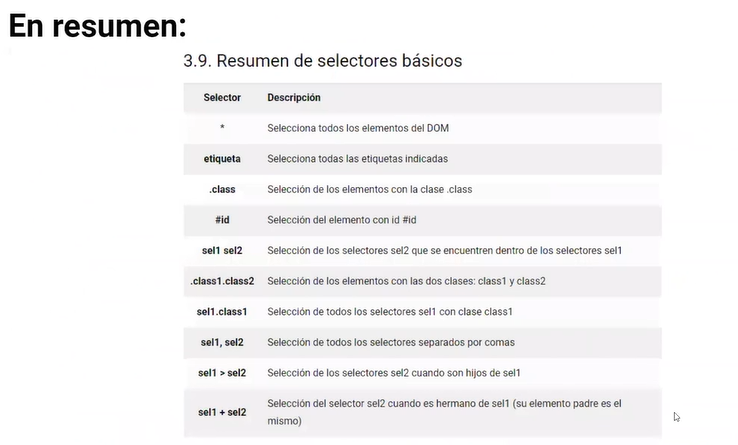 En resumen:
3.9. Resumen de selectores básicos
Selector Descripción
* Selecciona todos los elementos del DOM
etiqueta Selecciona todas las etiquetas indicadas
.class Selección de los elementos con la clase .class
#id Selección del elemento con id #id
sel1 sel2 Selección de los selectores sel2 que se encuentren dentro de los selectores sel1
.class1.class2 Selección de los elementos con las dos clases: class1 y class2
sel1.class1 Selección de todos los selectores sel1 con clase class1
sel1, sel2 Selección de todos los selectores separados por comas
sel1 > sel2 Selección de los selectores sel2 cuando son hijos de sel1
sel1 + sel2 Selección del selector sel2 cuando es hermano de sel1 (su elemento padre es el
mismo)